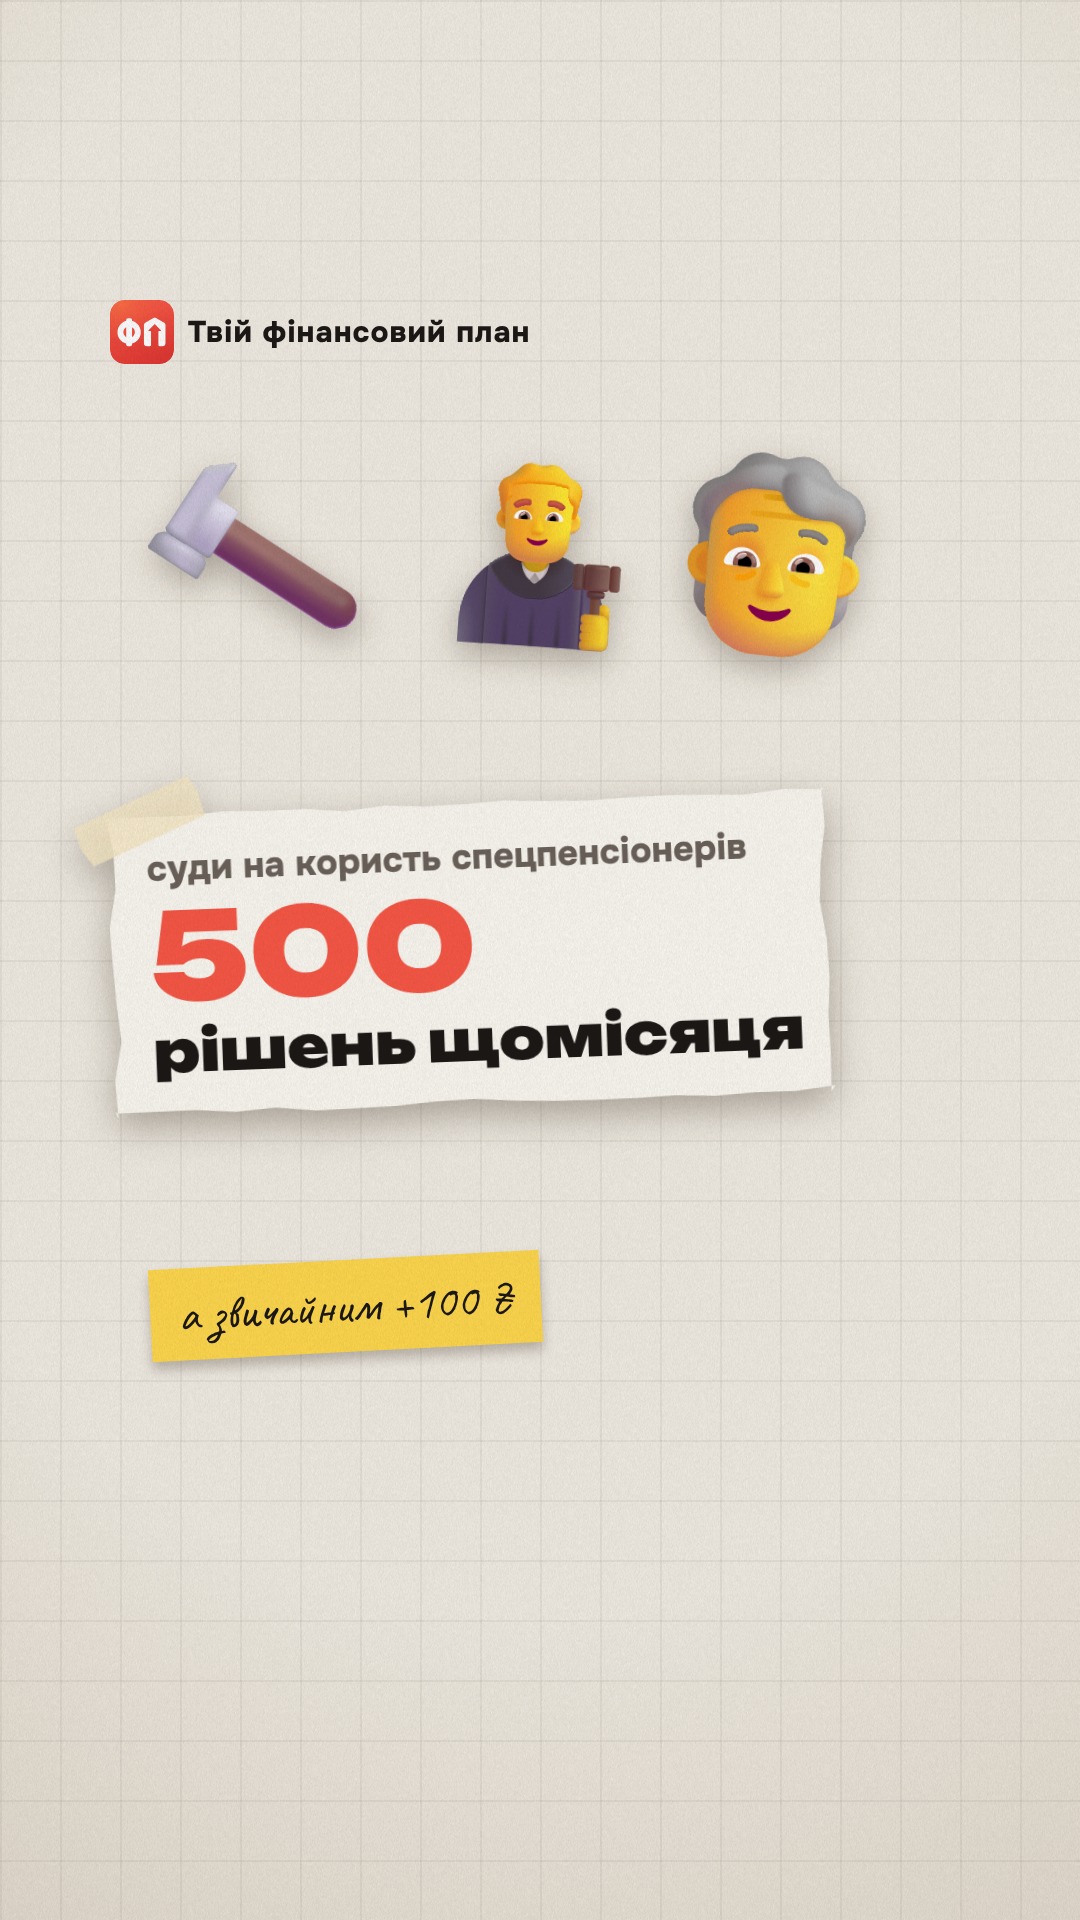 ФП Твій фінансовий план
суди на користь спецпенсіонерів
500
рішень щомісяця
а звичайним +100 ₴